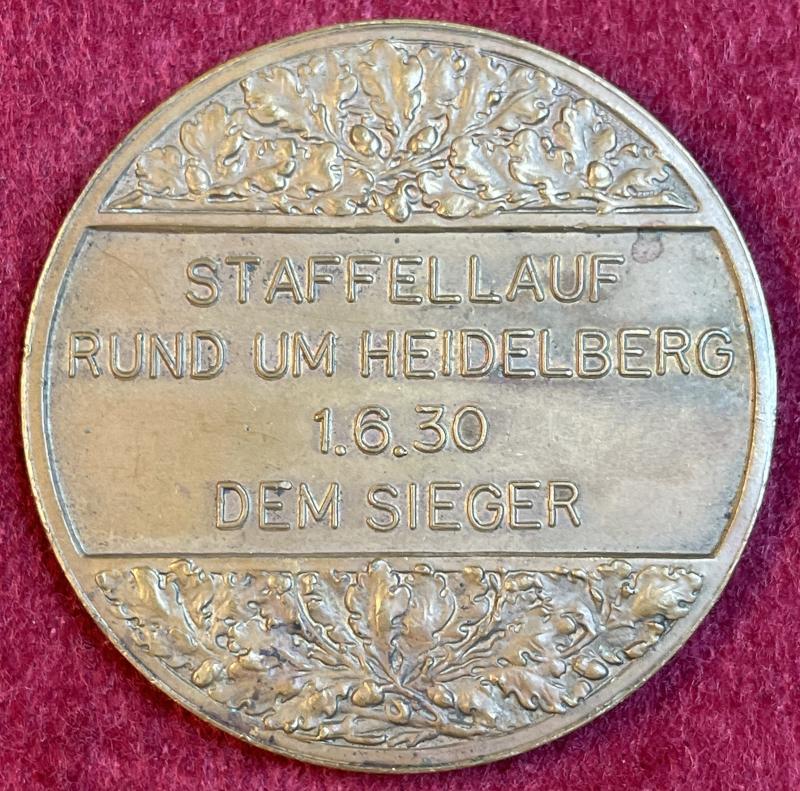 STAFFELLAUF
RUND UM HEIDELBERG
1.6.30
DEM SIEGER